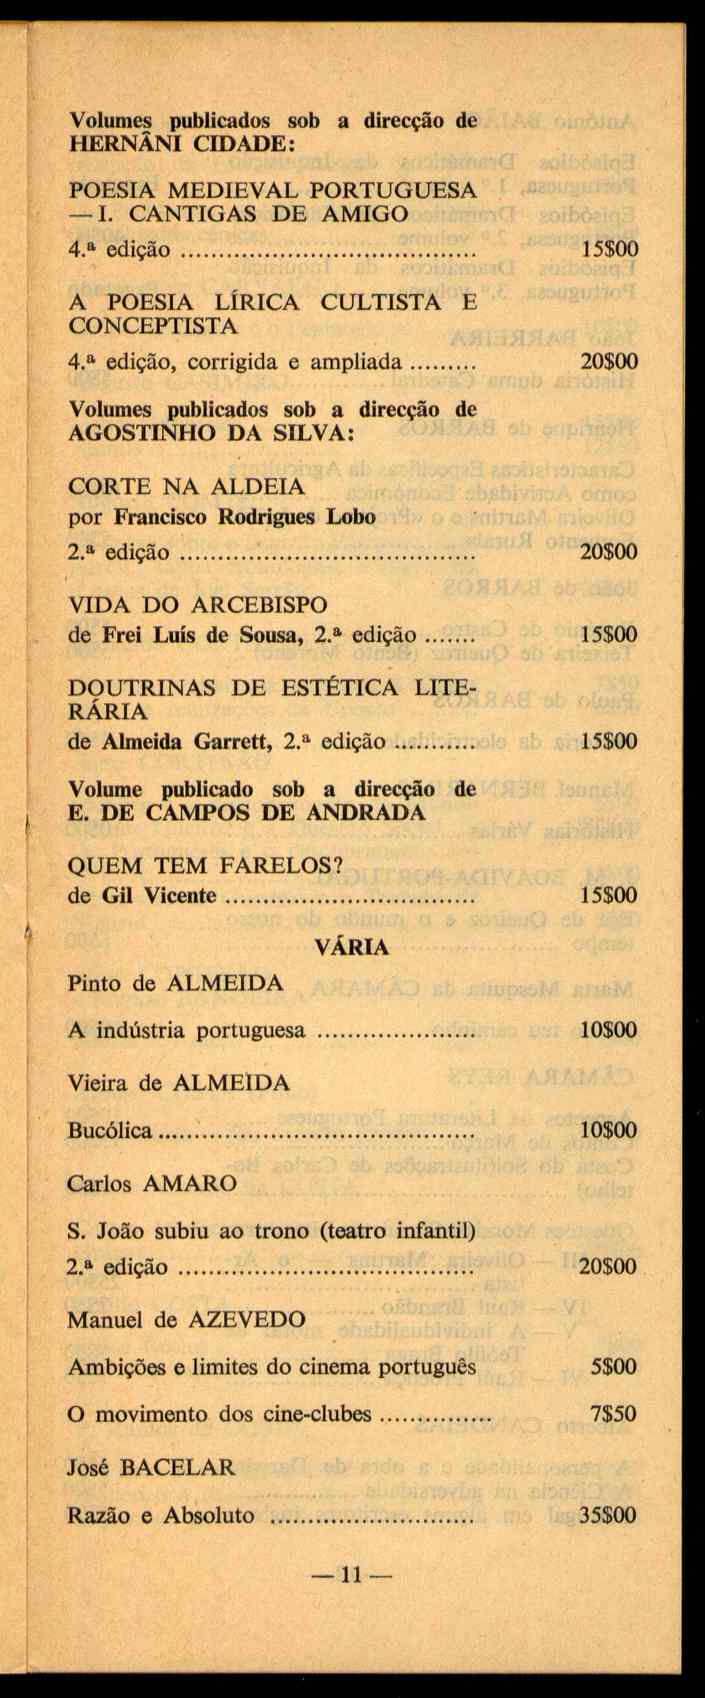 Volumes publicados sob a direcção de
HERNÂNI CIDADE:
POESIA MEDIEVAL PORTUGUESA
— I. CANTIGAS DE AMIGO
4.ª edição ....................................... 15$00
A POESIA LÍRICA CULTISTA E
CONCEPTISTA
4.ª edição, corrigida e ampliada ......... 20$00
Volumes publicados sob a direcção de
AGOSTINHO DA SILVA:
CORTE NA ALDEIA
por Francisco Rodrigues Lobo
2.ª edição ....................................... 20$00
VIDA DO ARCEBISPO
de Frei Luís de Sousa, 2.ª edição ....... 15$00
DOUTRINAS DE ESTÉTICA LITE-
RÁRIA
de Almeida Garrett, 2.ª edição ........... 15$00
Volume publicado sob a direcção de
E. DE CAMPOS DE ANDRADA
QUEM TEM FARELOS?
de Gil Vicente ................................. 15$00
VÁRIA
Pinto de ALMEIDA
A indústria portuguesa ..................... 10$00
Vieira de ALMEIDA
Bucólica .......................................... 10$00
Carlos AMARO
S. João subiu ao trono (teatro infantil)
2.ª edição ....................................... 20$00
Manuel de AZEVEDO
Ambições e limites do cinema português 5$00
O movimento dos cine-clubes ............... 7$50
José BACELAR
Razão e Absoluto ........................... 35$00
— 11 —